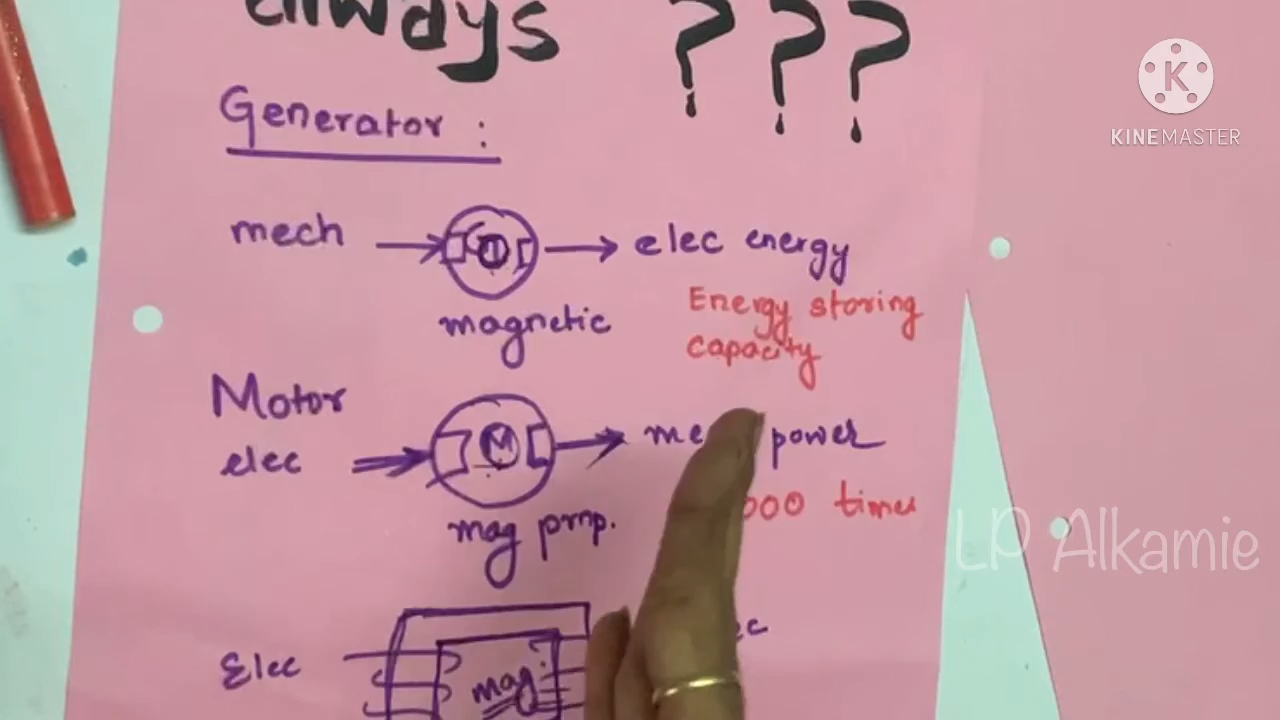 always ???
Generator :
mech
elec energy
magnetic
Energy storing
capacity
Motor
elec
M
power
mag prop.
000 times
Elec
mag.
K
KINEMASTER
LP Alkamie